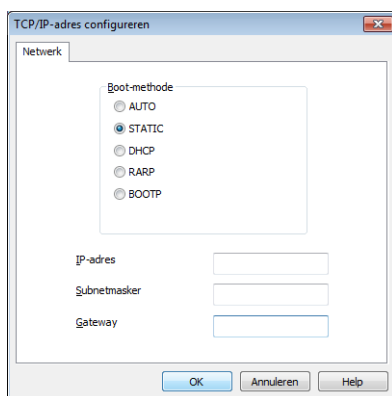 TCP/IP-adres configureren
Netwerk
Boot-methode
AUTO
STATIC
DHCP
RARP
BOOTP
IP-adres
Subnetmasker
Gateway
OK Annuleren Help